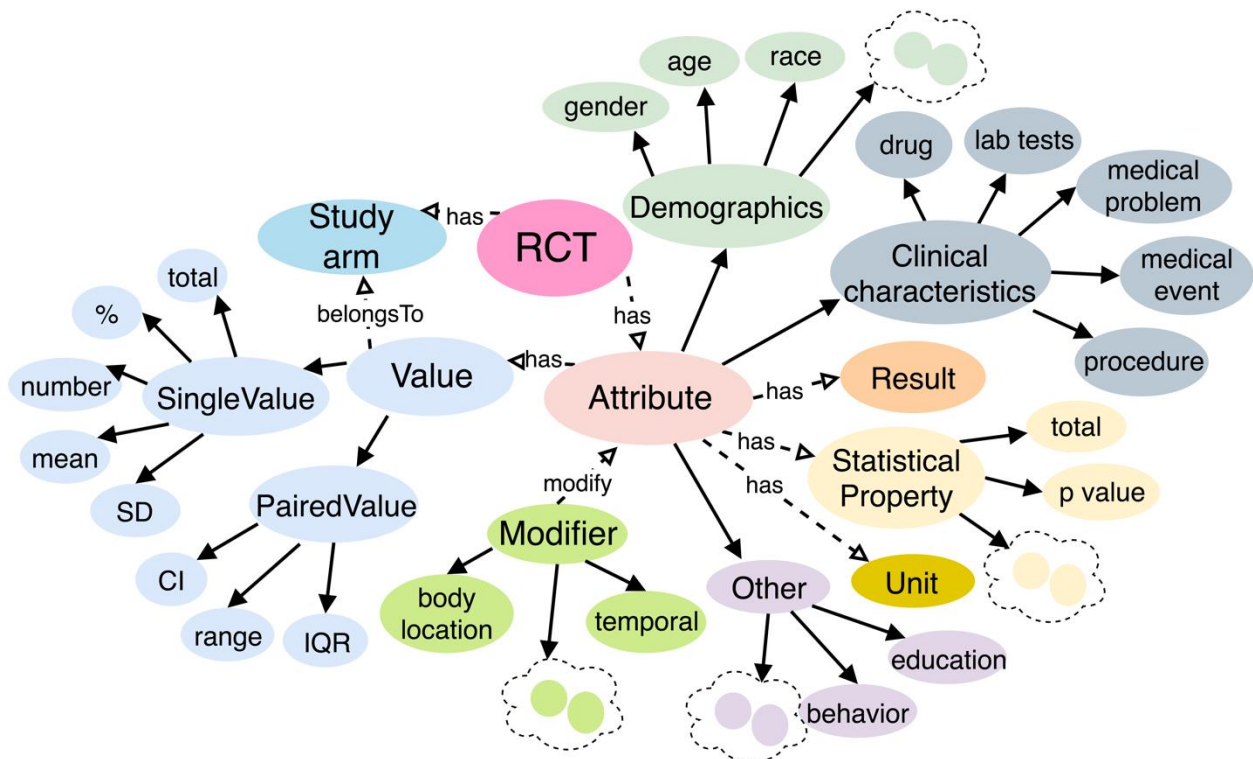 race
age
gender
drug
lab tests
medical
problem
Demographics
Study
arm
has
RCT
Clinical
characteristics
medical
event
total
%
belongsTo
has
procedure
number
SingleValue
Value
has
Attribute
has
Result
mean
SD
PairedValue
modify
has
has
Statistical
Property
total
p value
Modifier
CI
range
IQR
body
location
temporal
Other
Unit
education
behavior